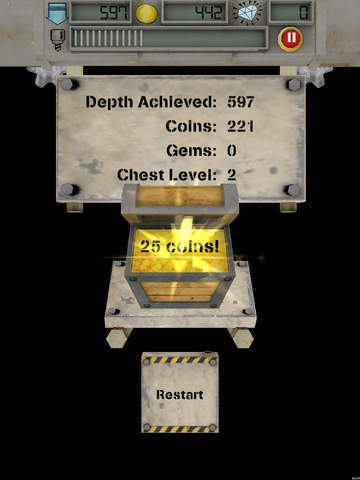 597 442 0
Depth Achieved: 597
Coins: 221
Gems: 0
Chest Level: 2
25 coins!
Restart